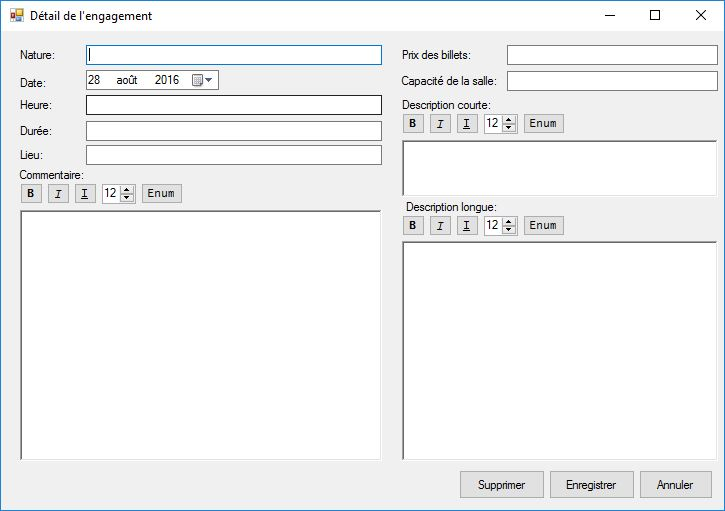 Détail de l'engagement
Nature:
Date: 28 août 2016
Heure:
Durée:
Lieu:
Commentaire:
B I I 12 Enum
Prix des billets:
Capacité de la salle:
Description courte:
B I I 12 Enum
Description longue:
B I I 12 Enum
Supprimer Enregistrer Annuler